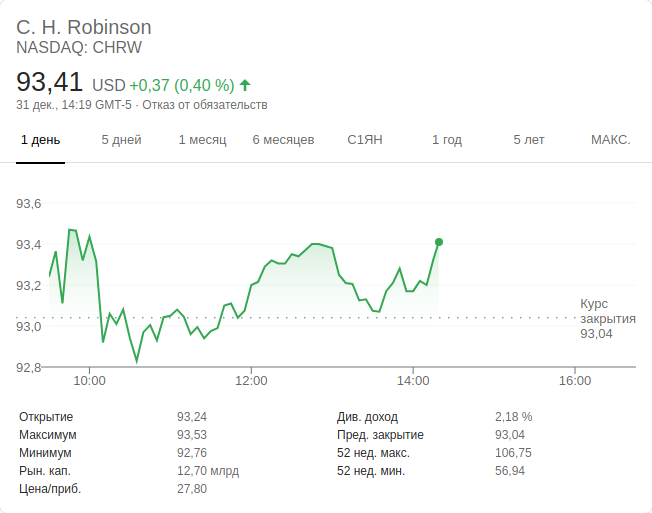 C. H. Robinson
NASDAQ: CHRW
93,41 USD +0,37 (0,40 %)
31 дек., 14:19 GMT-5 · Отказ от обязательств
1 день 5 дней 1 месяц 6 месяцев С1ЯН 1 год 5 лет МАКС.
93,6
93,4
93,2
93,0
92,8
Курс
закрытия
93,04
10:00 12:00 14:00 16:00
Открытие 93,24 Див. доход 2,18 %
Максимум 93,53 Пред. закрытие 93,04
Минимум 92,76 52 нед. макс. 106,75
Рын. кап. 12,70 млрд 52 нед. мин. 56,94
Цена/приб. 27,80